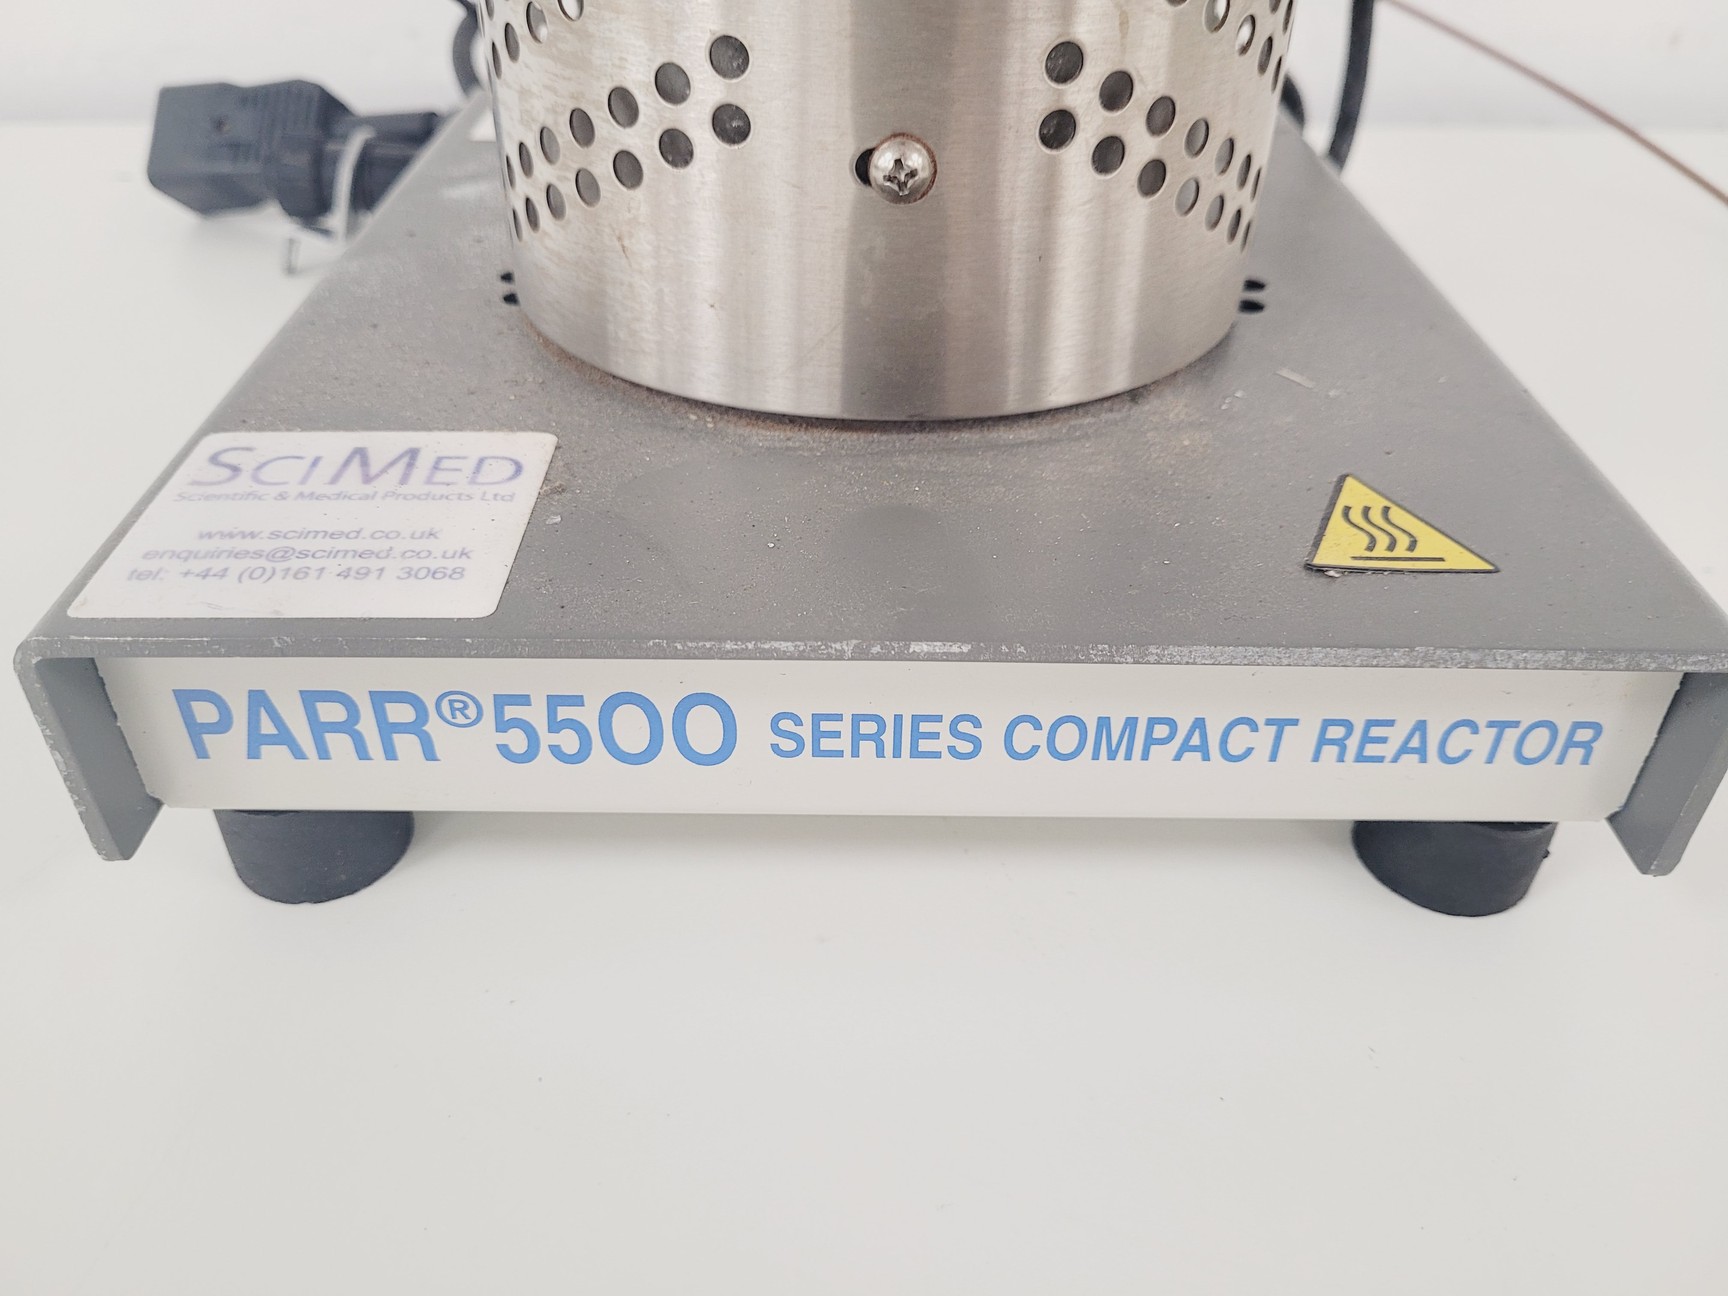 SCIMED
Scientific & Medical Products Ltd
www.scimed.co.uk
enquiries@scimed.co.uk
tel: +44 (0)161 491 3068
PARR®5500 SERIES COMPACT REACTOR